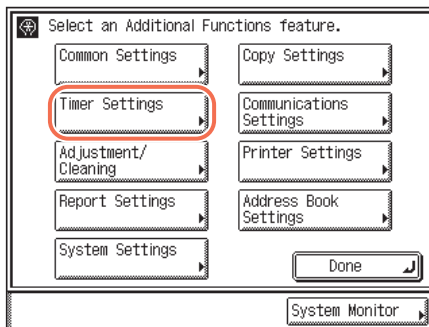 Select an Additional Functions feature.
Common Settings
Copy Settings
Timer Settings
Communications
Settings
Adjustment/
Cleaning
Printer Settings
Report Settings
Address Book
Settings
System Settings
Done
System Monitor